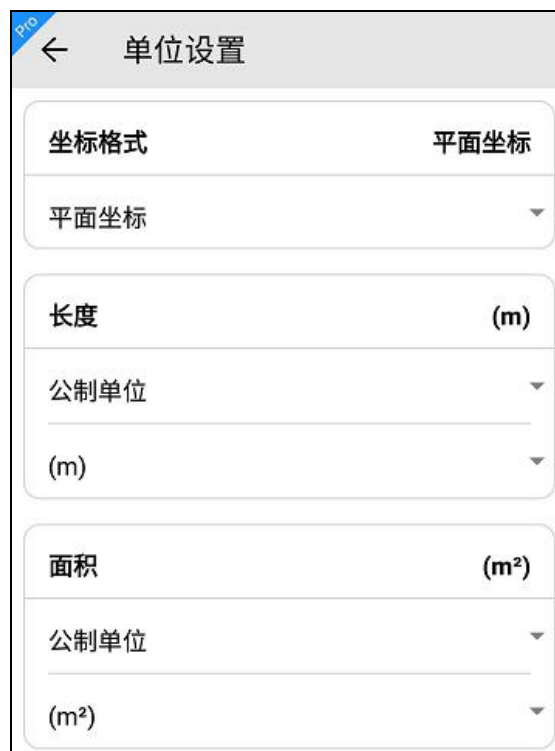 Pro
单位设置
坐标格式 平面坐标
平面坐标
长度 (m)
公制单位
(m)
面积 (m²)
公制单位
(m²)